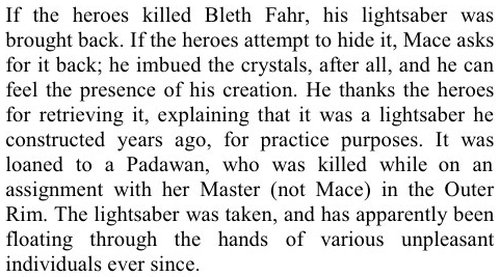 If the heroes killed Bleth Fahr, his lightsaber was
brought back. If the heroes attempt to hide it, Mace asks
for it back; he imbued the crystals, after all, and he can
feel the presence of his creation. He thanks the heroes
for retrieving it, explaining that it was a lightsaber he
constructed years ago, for practice purposes. It was
loaned to a Padawan, who was killed while on an
assignment with her Master (not Mace) in the Outer
Rim. The lightsaber was taken, and has apparently been
floating through the hands of various unpleasant
individuals ever since.